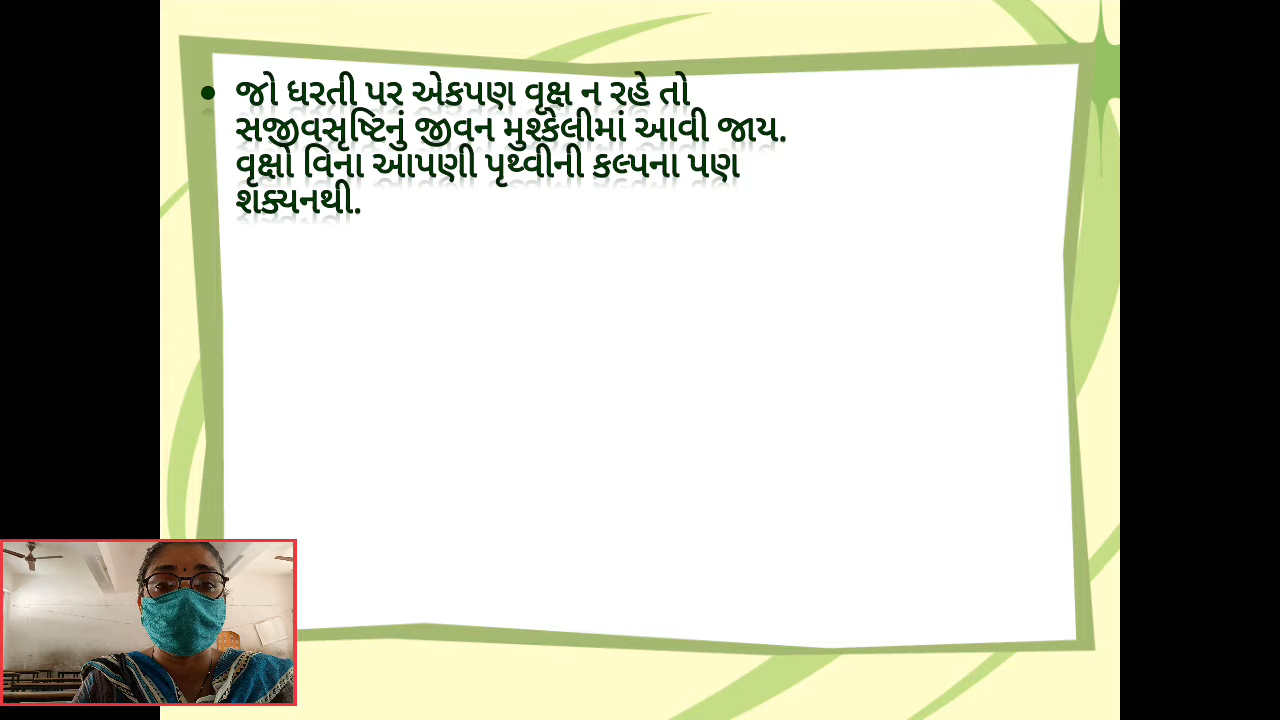 • જો ધરતી પર એકપણ વૃક્ષ ન રહે તો
સજીવસૃષ્ટિનું જીવન મુશ્કેલીમાં આવી જાય.
વૃક્ષો વિના આપણી પૃથ્વીની કલ્પના પણ
શક્યનથી.